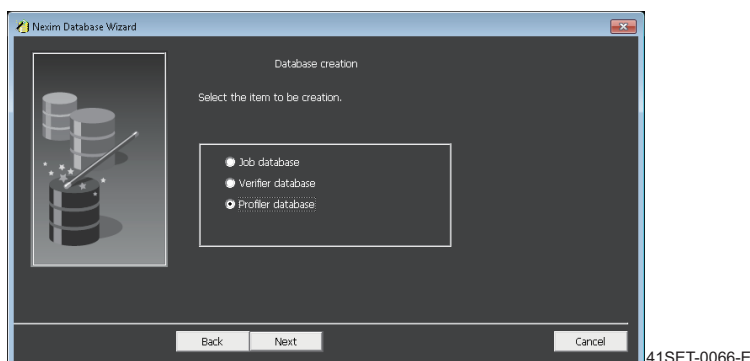 Nexim Database Wizard
Database creation
Select the item to be creation.
Job database
Verifier database
Profiler database
Back
Next
Cancel
41SET-0066-E